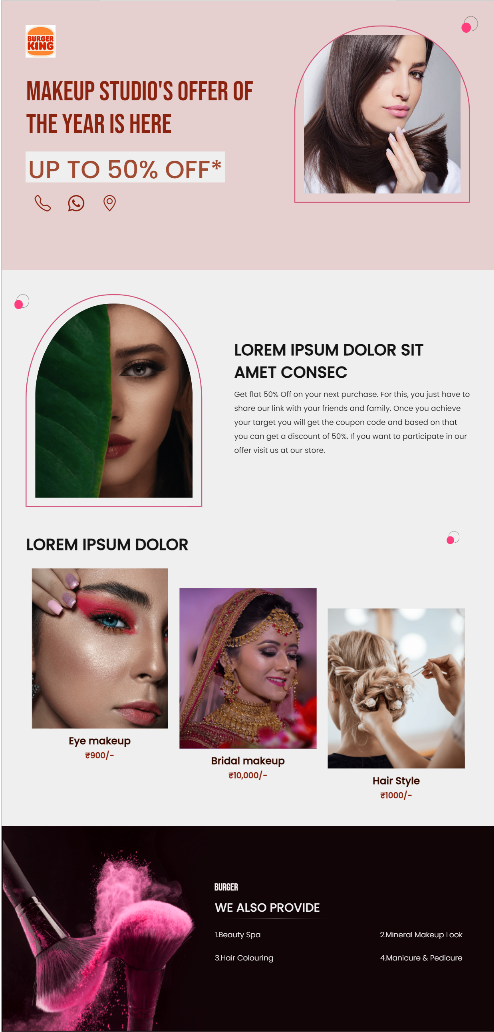 BURGER
KING
MAKEUP STUDIO'S OFFER OF
THE YEAR IS HERE
UP TO 50% OFF*
LOREM IPSUM DOLOR SIT
AMET CONSEC
Get flat 50% Off on your next purchase. For this, you just have to
share our link with your friends and family. Once you achieve
your target you will get the coupon code and based on that
you can get a discount of 50%. If you want to participate in our
offer visit us at our store.
LOREM IPSUM DOLOR
Eye makeup
₹900/-
Bridal makeup
₹10,000/-
Hair Style
₹1000/-
BURGER
WE ALSO PROVIDE
1.Beauty Spa
2.Mineral Makeup Look
3.Hair Colouring
4.Manicure & Pedicure